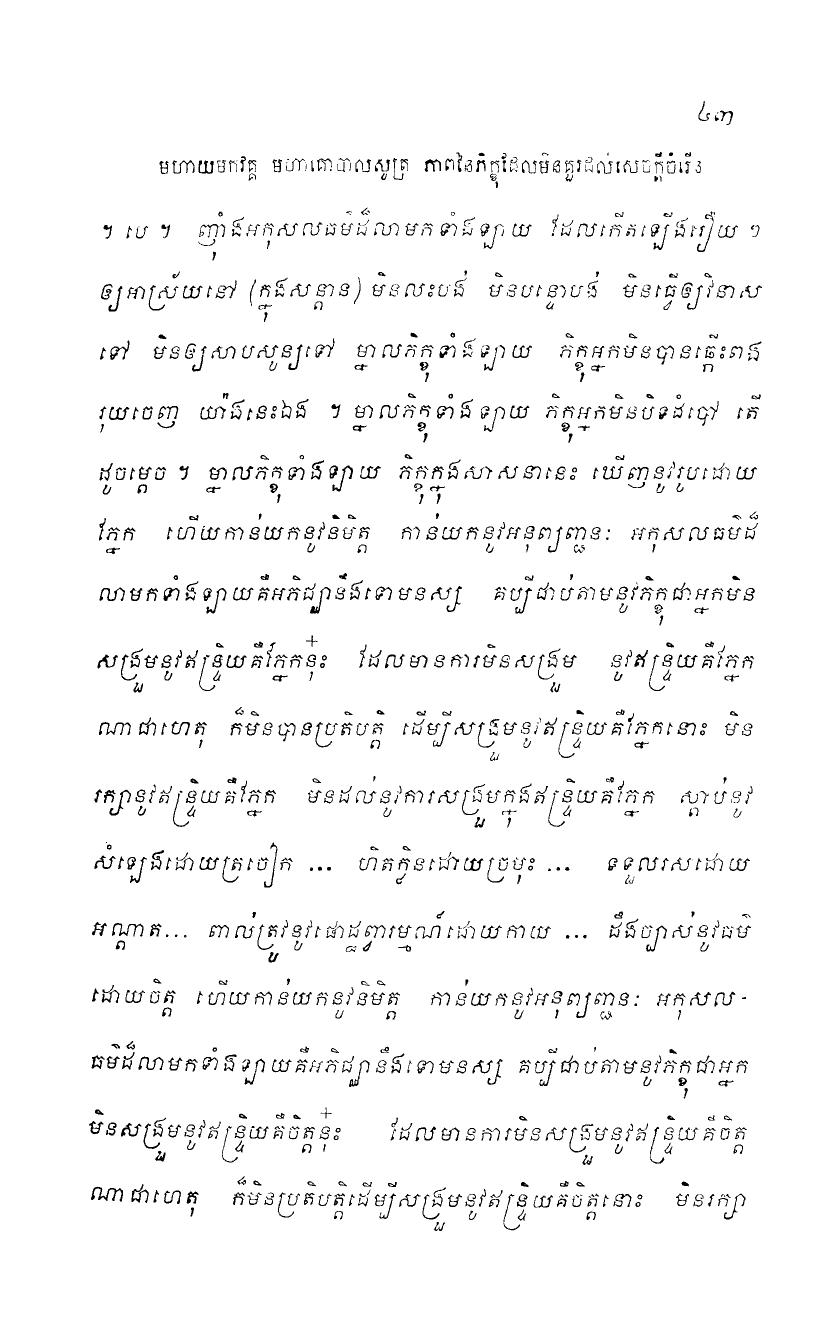 ៤៣
មហាយមកវគ្គ មហាគោបាលសូត្រ ភាពនៃភិក្ខុដែលមិនគួរដល់សេចក្តីចំរើន
។ បេ ។ ញុំាងអកុសលធម៌ដ៏លាមកទាំងឡាយ ដែលកើតឡើងរឿយ ៗ
ឲ្យអាស្រ័យនៅ (ក្នុងសន្តាន) មិនលះបង់ មិនបន្ទោបង់ មិនធ្វើឲ្យវិនាស
ទៅ មិនឲ្យសាបសូន្យទៅ ម្នាលភិក្ខុទាំងឡាយ ភិក្ខុអ្នកមិនបានឆ្កើះពង
រុយចេញ យ៉ាងនេះឯង ។ ម្នាលភិក្ខុទាំងឡាយ ភិក្ខុអ្នកមិនបិទដំបៅ តើ
ដូចម្តេច ។ ម្នាលភិក្ខុទាំងឡាយ ភិក្ខុក្នុងសាសនានេះ ឃើញនូវរូបដោយ
ភ្នែក ហើយកាន់យកនូវនិមិត្ត កាន់យកនូវអនុព្យញ្ជនៈ អកុសលធម៌ដ៏
លាមកទាំងឡាយគឺអភិជ្ឈានឹងទោមនស្ស គប្បីជាប់តាមនូវភិក្ខុជាអ្នកមិន
សង្រួមនូវឥន្ទ្រិយគឺភ្នែកនុ៎ះ ដែលមានការមិនសង្រួម នូវឥន្ទ្រិយគឺភ្នែក
ណាជាហេតុ ក៏មិនបានប្រតិបត្តិ ដើម្បីសង្រួមនូវឥន្ទ្រិយគឺភ្នែកនោះ មិន
រក្សានូវឥន្ទ្រិយគឺភ្នែក មិនដល់នូវការសង្រួមក្នុងឥន្ទ្រិយគឺភ្នែក ស្តាប់នូវ
សំឡេងដោយត្រចៀក ... ហិតក្លិនដោយច្រមុះ ... ទទួលរសដោយ
អណ្តាត... ពាល់ត្រូវនូវផោដ្ឋព្វារម្មណ៍ដោយកាយ ... ដឹងច្បាស់នូវធម៌
ដោយចិត្ត ហើយកាន់យកនូវនិមិត្ត កាន់យកនូវអនុព្យញ្ជនៈ អកុសល-
ធម៌ដ៏លាមកទាំងឡាយគឺអភិជ្ឈានឹងទោមនស្ស គប្បីជាប់តាមនូវភិក្ខុជាអ្នក
មិនសង្រួមនូវឥន្ទ្រិយគឺចិត្តនុ៎ះ ដែលមានការមិនសង្រួមនូវឥន្ទ្រិយគឺចិត្ត
ណាជាហេតុ ក៏មិនប្រតិបត្តិដើម្បីសង្រួមនូវឥន្ទ្រិយគឺចិត្តនោះ មិនរក្សា